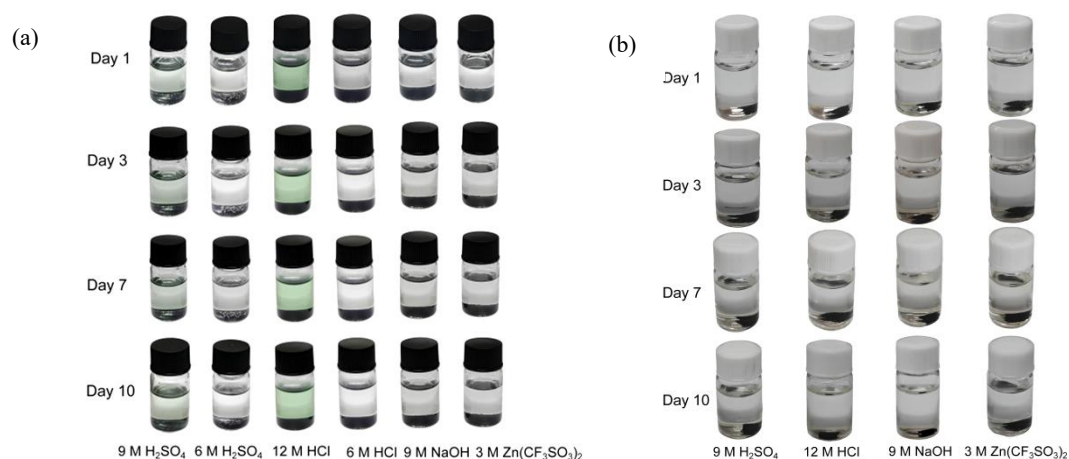 (a)
Day 1
Day 3
Day 7
Day 10
9 M H₂SO₄ 6 M H₂SO₄ 12 M HCl 6 M HCl 9 M NaOH 3 M Zn(CF₃SO₃)₂
(b)
Day 1
Day 3
Day 7
Day 10
9 M H₂SO₄ 12 M HCl 9 M NaOH 3 M Zn(CF₃SO₃)₂